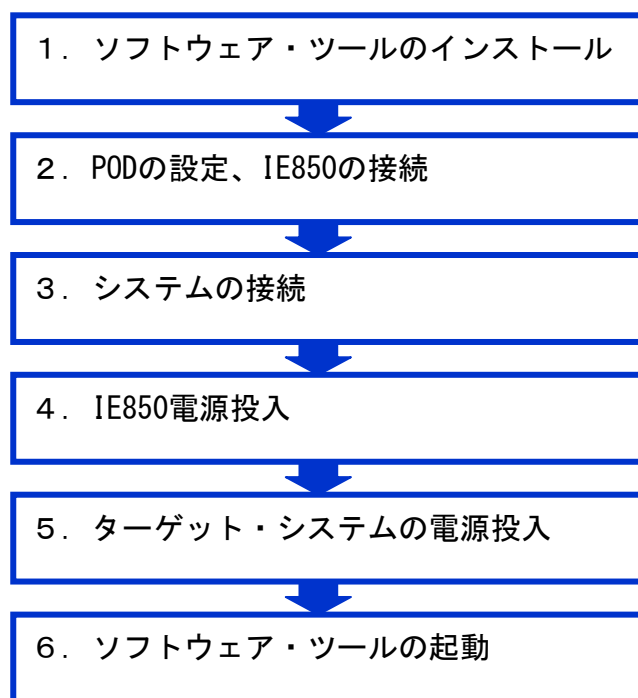 １． ソフトウェア・ツールのインストール
２． PODの設定、IE850の接続
３． システムの接続
４． IE850電源投入
５． ターゲット・システムの電源投入
６． ソフトウェア・ツールの起動